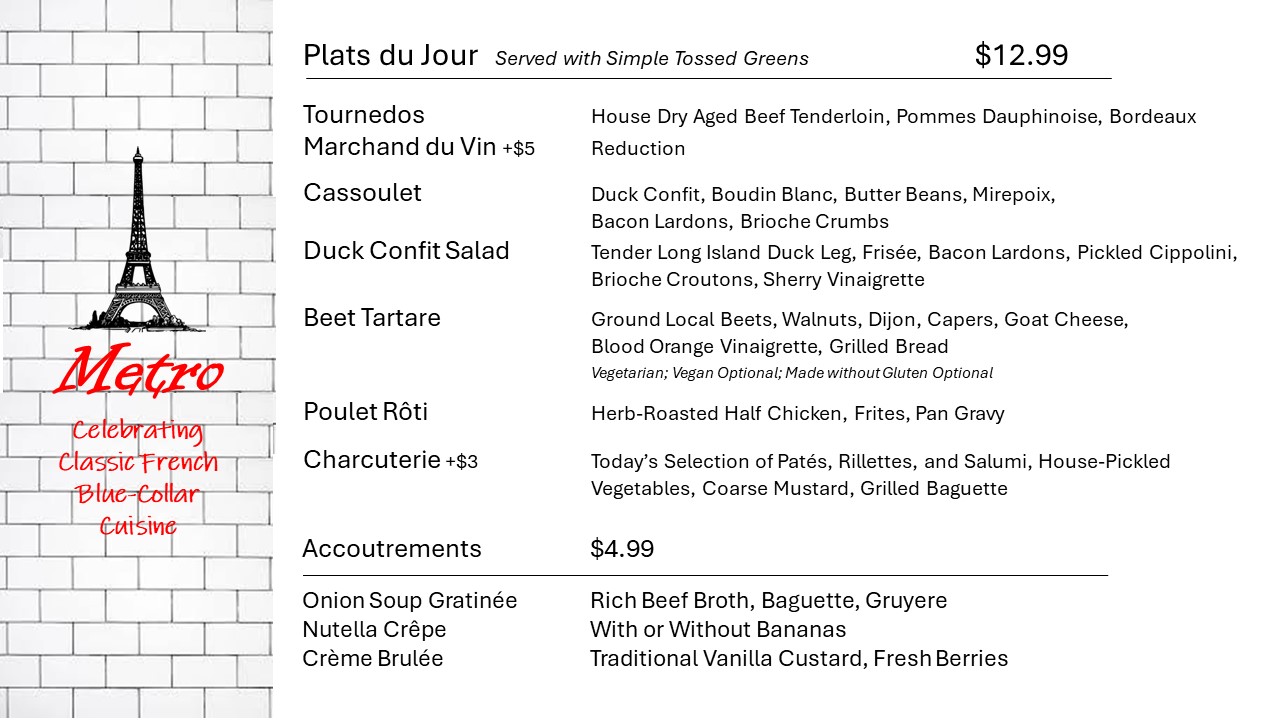 Metro
Celebrating
Classic French
Blue-Collar
Cuisine
Plats du Jour Served with Simple Tossed Greens $12.99
Tournedos House Dry Aged Beef Tenderloin, Pommes Dauphinoise, Bordeaux
Marchand du Vin +$5 Reduction
Cassoulet Duck Confit, Boudin Blanc, Butter Beans, Mirepoix,
Bacon Lardons, Brioche Crumbs
Duck Confit Salad Tender Long Island Duck Leg, Frisée, Bacon Lardons, Pickled Cippolini,
Brioche Croutons, Sherry Vinaigrette
Beet Tartare Ground Local Beets, Walnuts, Dijon, Capers, Goat Cheese,
Blood Orange Vinaigrette, Grilled Bread
Vegetarian; Vegan Optional; Made without Gluten Optional
Poulet Rôti Herb-Roasted Half Chicken, Frites, Pan Gravy
Charcuterie +$3 Today’s Selection of Patés, Rillettes, and Salumi, House-Pickled
Vegetables, Coarse Mustard, Grilled Baguette
Accoutrements $4.99
Onion Soup Gratinée Rich Beef Broth, Baguette, Gruyere
Nutella Crêpe With or Without Bananas
Crème Brulée Traditional Vanilla Custard, Fresh Berries